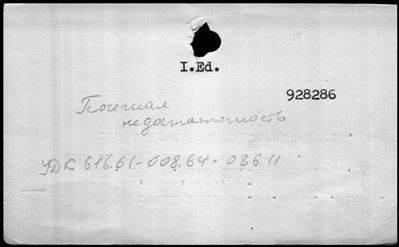 I.Ed.
928286
Почечная
недостаточность
УДК 616.61-008.64-036.11